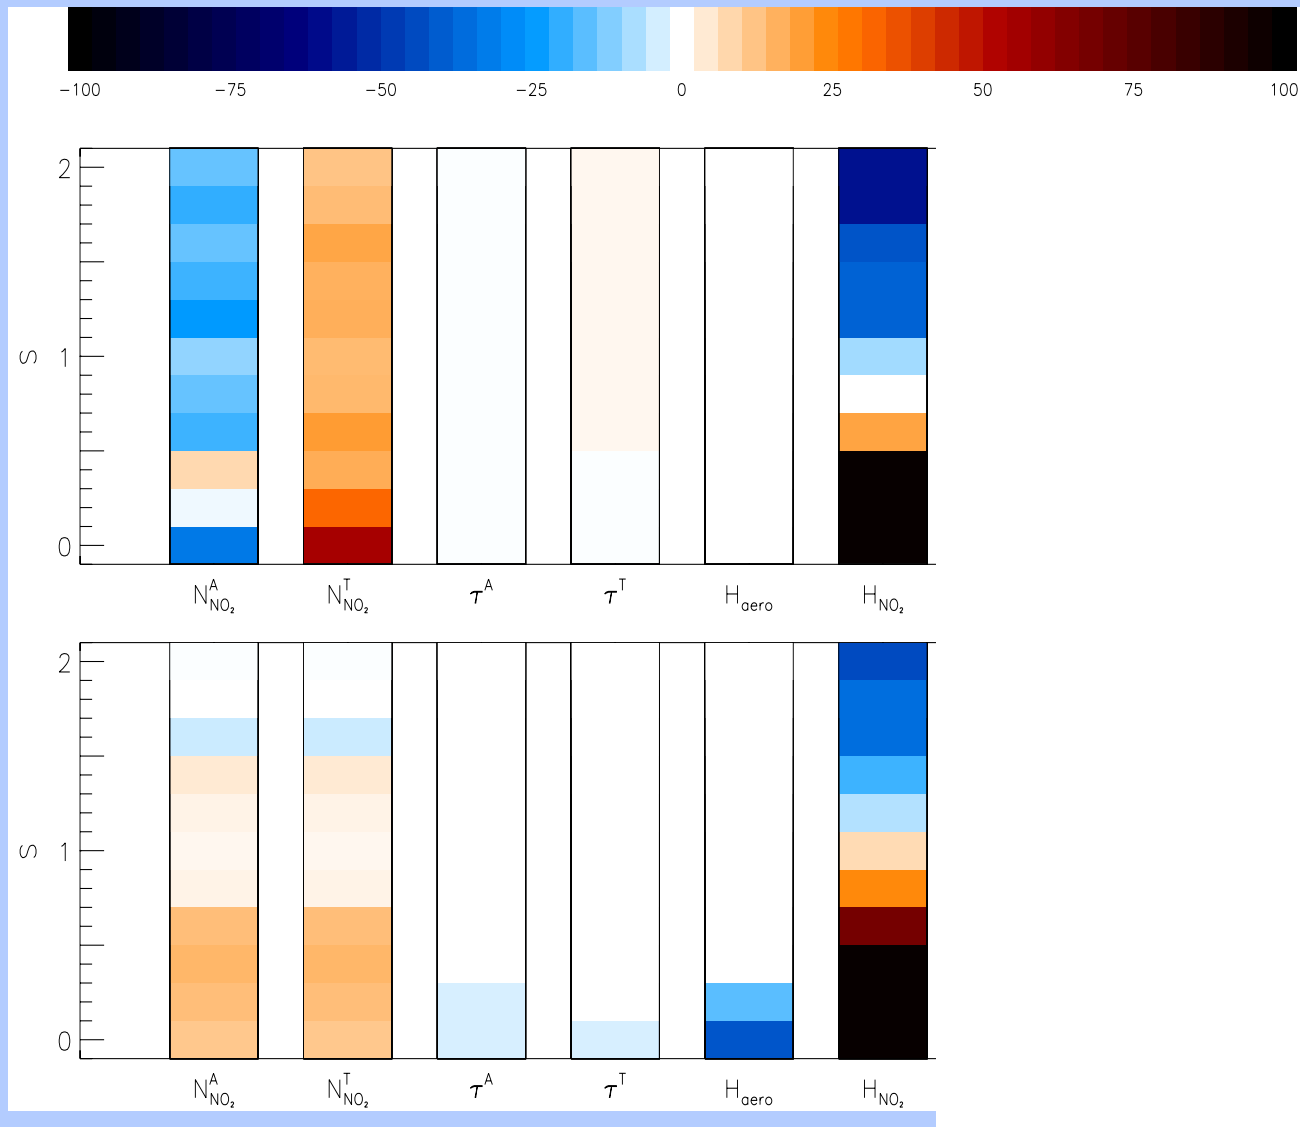 −100 −75 −50 −25 0 25 50 75 100
2
S 1
0
N^A_NO₂ N^T_NO₂ τ^A τ^T H_aero H_NO₂
2
S 1
0
N^A_NO₂ N^T_NO₂ τ^A τ^T H_aero H_NO₂